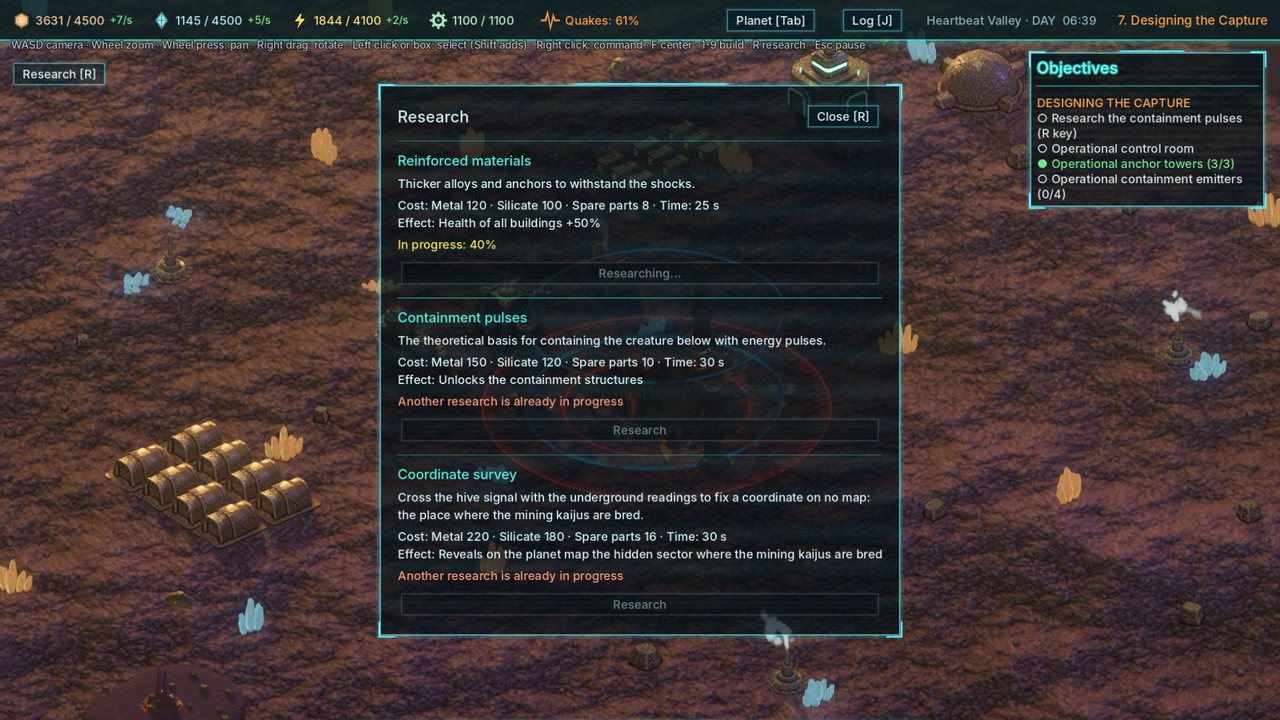 3631 / 4500 +7/s 1145 / 4500 +5/s 1844 / 4100 +2/s 1100 / 1100 Quakes: 61% Planet [Tab] Log [J] Heartbeat Valley · DAY 06:39 7. Designing the Capture
WASD camera · Wheel zoom · Wheel press: pan · Right drag: rotate · Left click or box: select (Shift adds) · Right click: command · F center · 1-9 build · R research · Esc pause
Research [R]
Research
Close [R]
Reinforced materials
Thicker alloys and anchors to withstand the shocks.
Cost: Metal 120 · Silicate 100 · Spare parts 8 · Time: 25 s
Effect: Health of all buildings +50%
In progress: 40%
Researching...
Containment pulses
The theoretical basis for containing the creature below with energy pulses.
Cost: Metal 150 · Silicate 120 · Spare parts 10 · Time: 30 s
Effect: Unlocks the containment structures
Another research is already in progress
Research
Coordinate survey
Cross the hive signal with the underground readings to fix a coordinate on no map:
the place where the mining kaijus are bred.
Cost: Metal 220 · Silicate 180 · Spare parts 16 · Time: 30 s
Effect: Reveals on the planet map the hidden sector where the mining kaijus are bred
Another research is already in progress
Research
Objectives
DESIGNING THE CAPTURE
Research the containment pulses
(R key)
Operational control room
Operational anchor towers (3/3)
Operational containment emitters
(0/4)